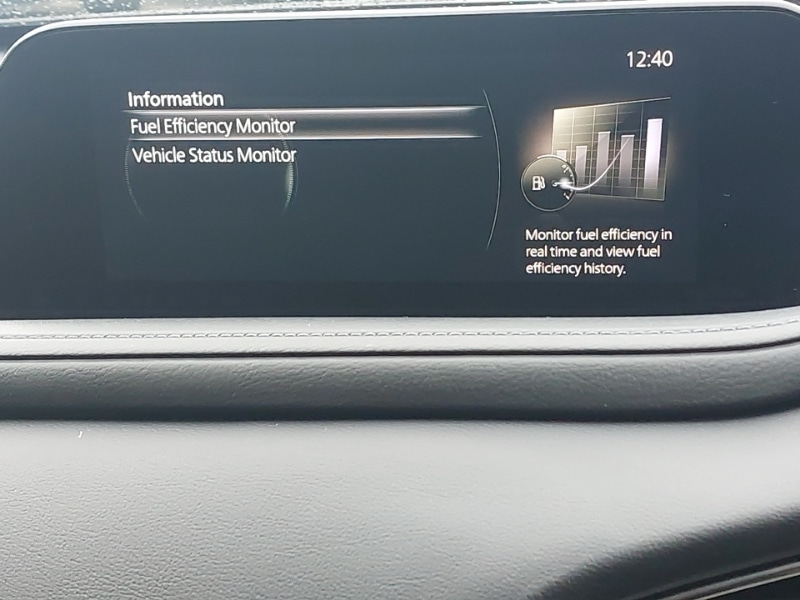 12:40
Information
Fuel Efficiency Monitor
Vehicle Status Monitor
Monitor fuel efficiency in
real time and view fuel
efficiency history.